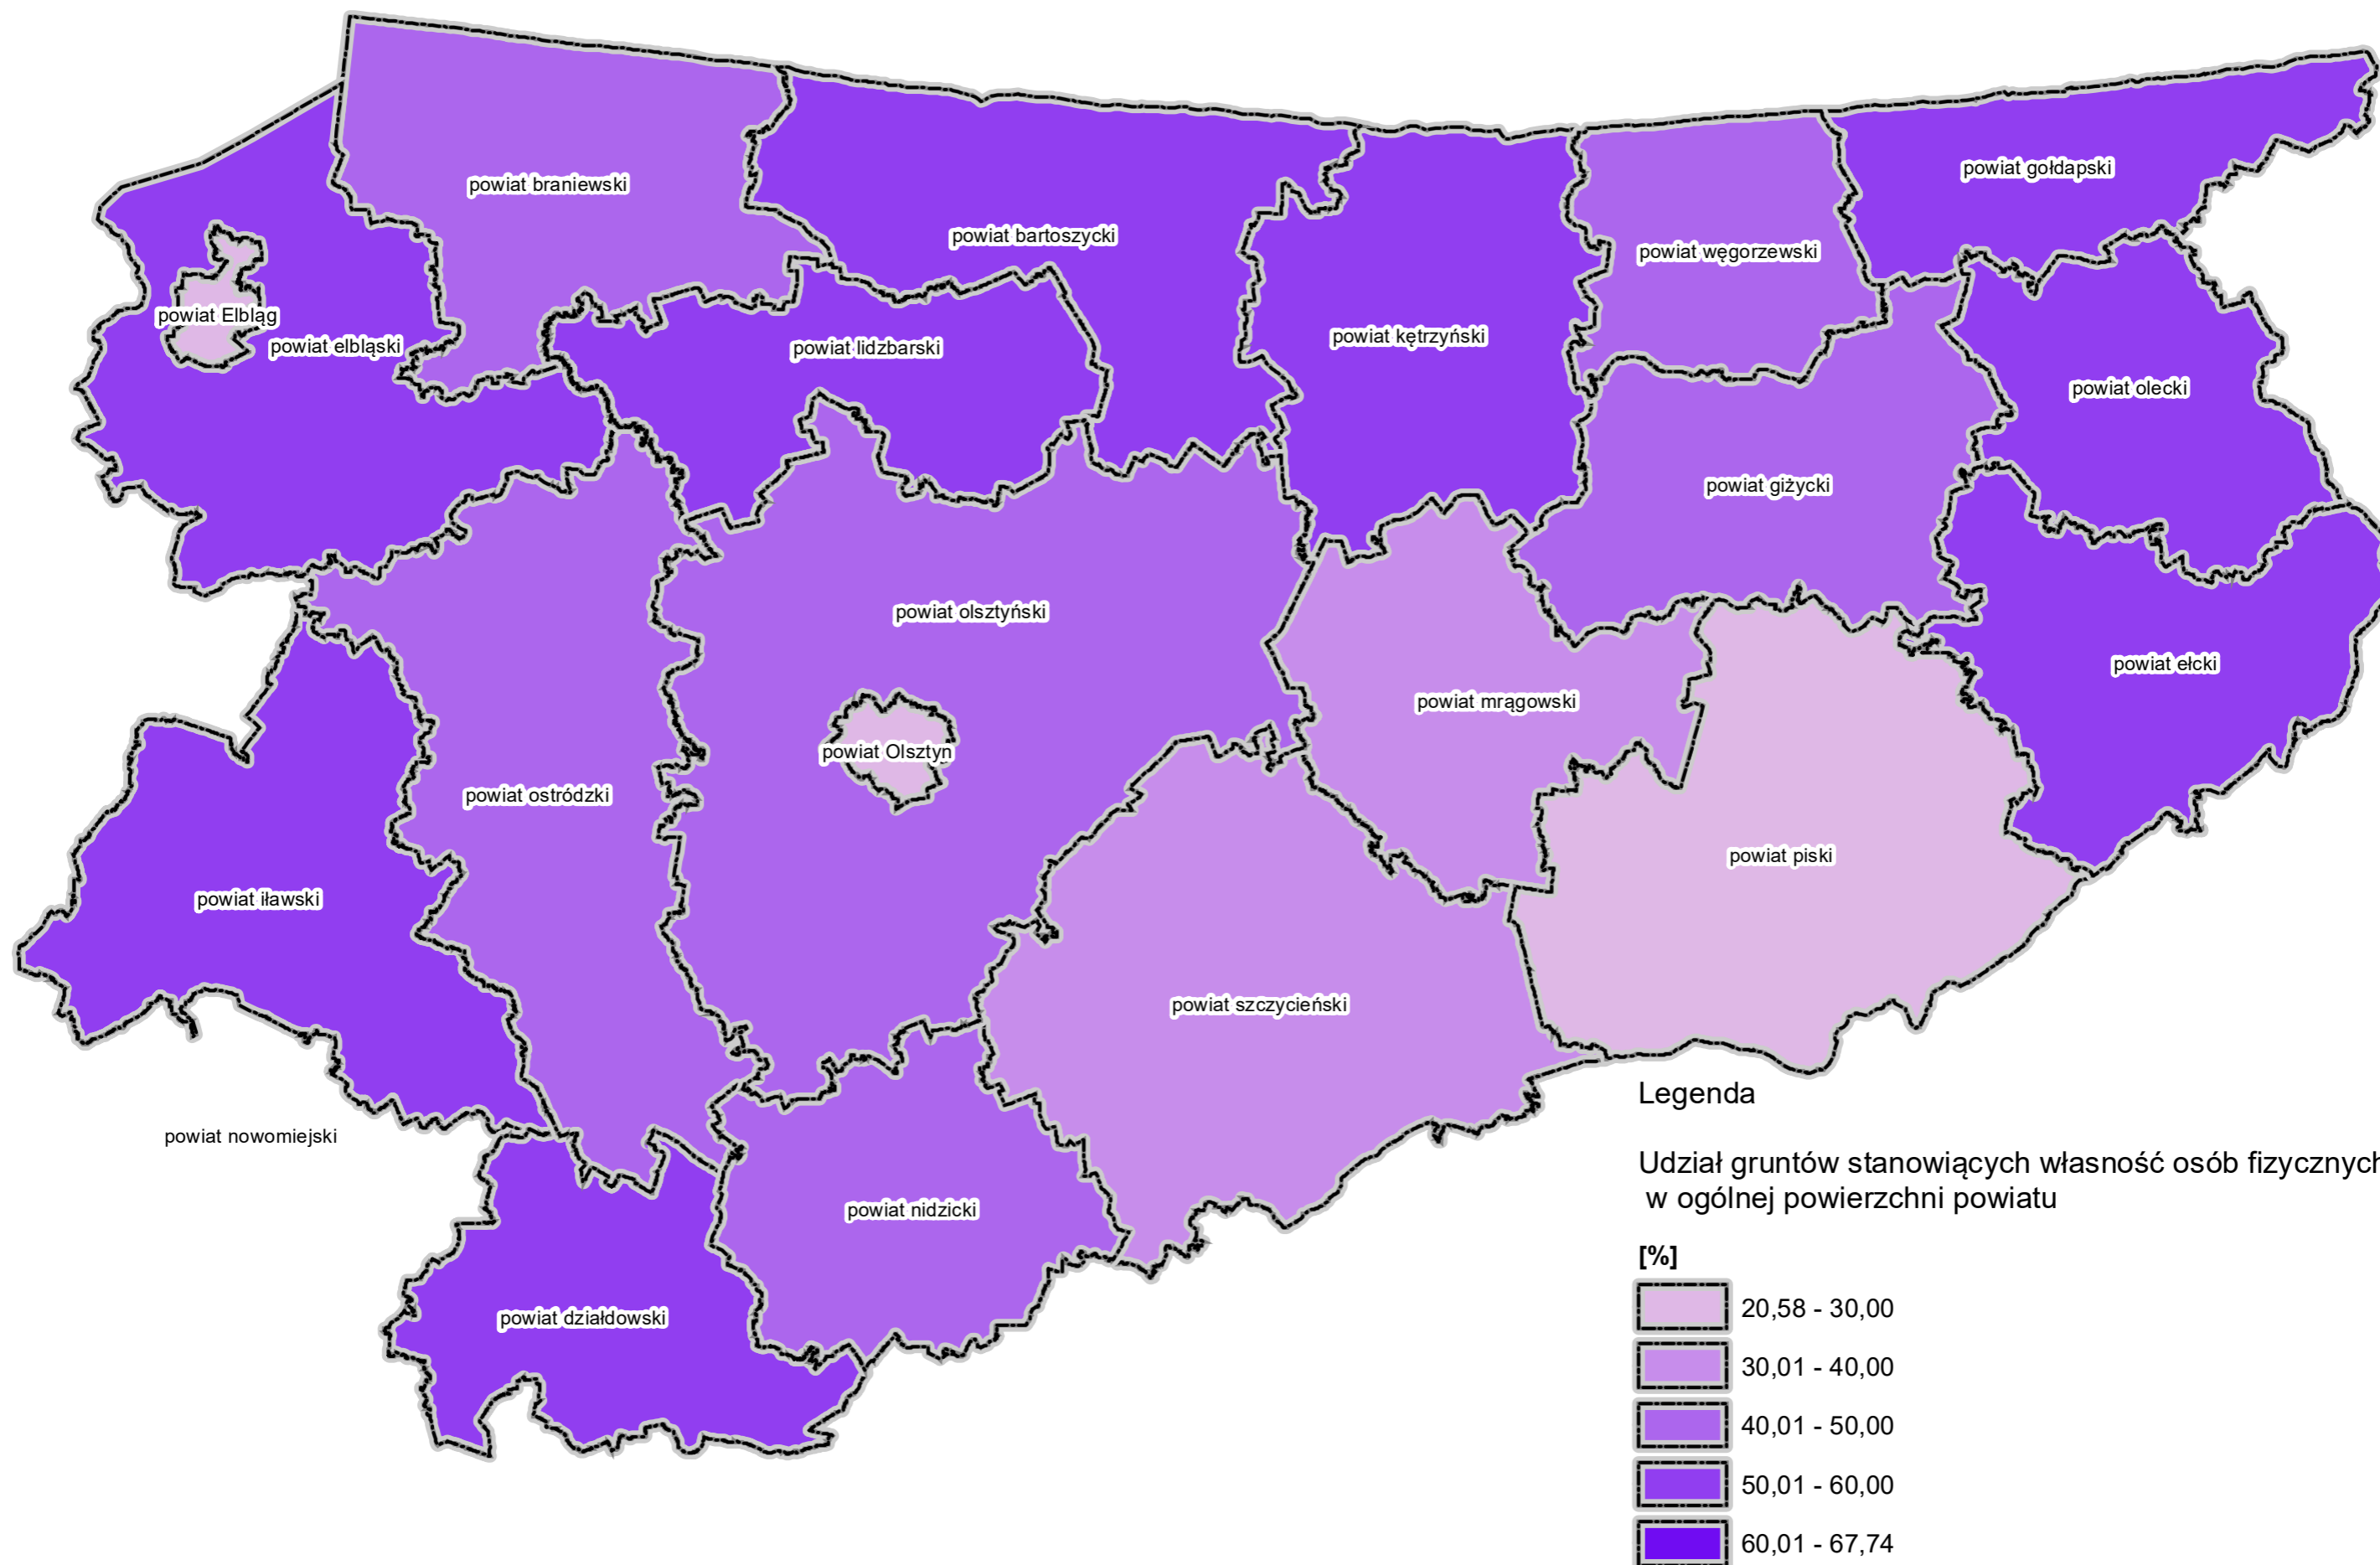 powiat gołdapski
powiat braniewski
powiat bartoszycki
powiat węgorzewski
powiat Elbląg
powiat elbląski
powiat lidzbarski
powiat kętrzyński
powiat olecki
powiat giżycki
powiat olsztyński
powiat ełcki
powiat mrągowski
powiat Olsztyn
powiat ostródzki
powiat piski
powiat iławski
powiat szczycieński
powiat nowomiejski
powiat nidzicki
powiat działdowski
Legenda
Udział gruntów stanowiących własność osób fizycznych
w ogólnej powierzchni powiatu
[%]
20,58 - 30,00
30,01 - 40,00
40,01 - 50,00
50,01 - 60,00
60,01 - 67,74